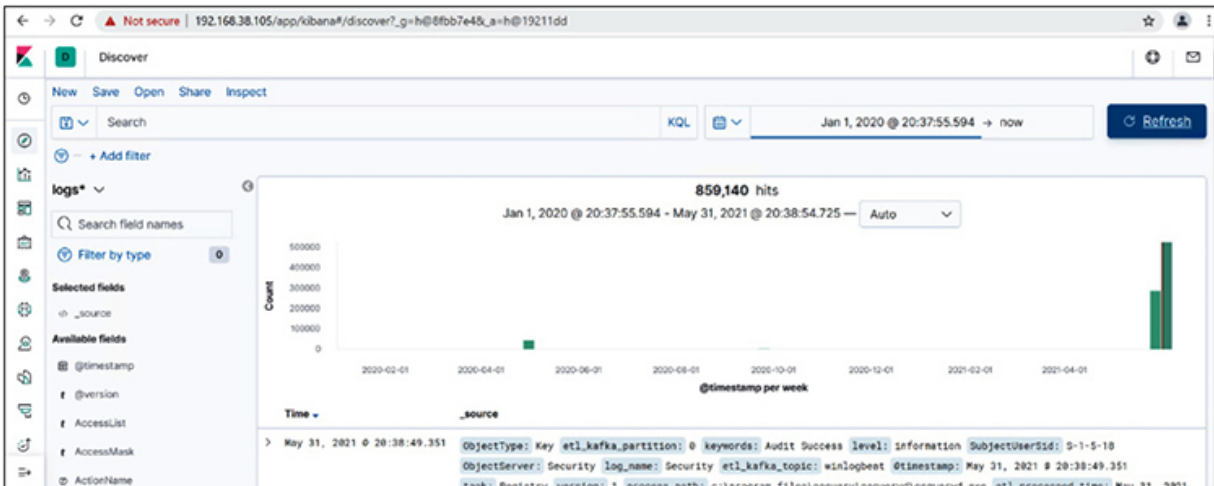 Not secure | 192.168.38.105/app/kibana#/discover?_g=h@8fbb7e4&_a=h@19211dd
D Discover
New Save Open Share Inspect
Search KQL Jan 1, 2020 @ 20:37:55.594 → now Refresh
+ Add filter
logs*
859,140 hits
Jan 1, 2020 @ 20:37:55.594 - May 31, 2021 @ 20:38:54.725 — Auto
Search field names
Filter by type 0
Selected fields
_source
Available fields
@timestamp
t @version
t AccessList
t AccessMask
ActionName
Count
500000
400000
300000
200000
100000
0
2020-02-01 2020-04-01 2020-06-01 2020-08-01 2020-10-01 2020-12-01 2021-02-01 2021-04-01
@timestamp per week
Time _source
> May 31, 2021 @ 20:38:49.351 ObjectType: Key etl_kafka_partition: 0 keywords: Audit Success level: information SubjectUserSid: S-1-5-18
ObjectServer: Security log_name: Security etl_kafka_topic: winlogbeat @timestamp: May 31, 2021 @ 20:38:49.351